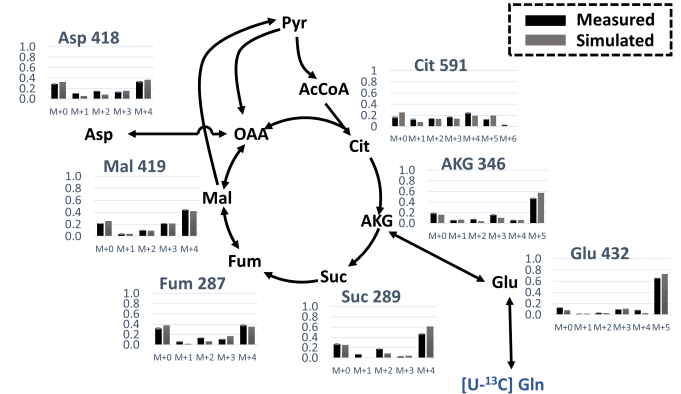 Pyr
Measured
Simulated
Asp 418
1.0
0.8
0.6
0.4
0.2
0.0
M+0 M+1 M+2 M+3 M+4
Cit 591
1
0.8
0.6
0.4
0.2
0
M+0 M+1 M+2 M+3 M+4 M+5 M+6
AcCoA
Asp
OAA
Cit
Mal 419
1.0
0.8
0.6
0.4
0.2
0.0
M+0 M+1 M+2 M+3 M+4
AKG 346
1.0
0.8
0.6
0.4
0.2
0.0
M+0 M+1 M+2 M+3 M+4 M+5
Mal
AKG
Fum
Suc
Glu
Glu 432
1.0
0.8
0.6
0.4
0.2
0.0
M+0 M+1 M+2 M+3 M+4 M+5
Fum 287
1.0
0.8
0.6
0.4
0.2
0.0
M+0 M+1 M+2 M+3 M+4
Suc 289
1.0
0.8
0.6
0.4
0.2
0.0
M+0 M+1 M+2 M+3 M+4
[U-¹³C] Gln